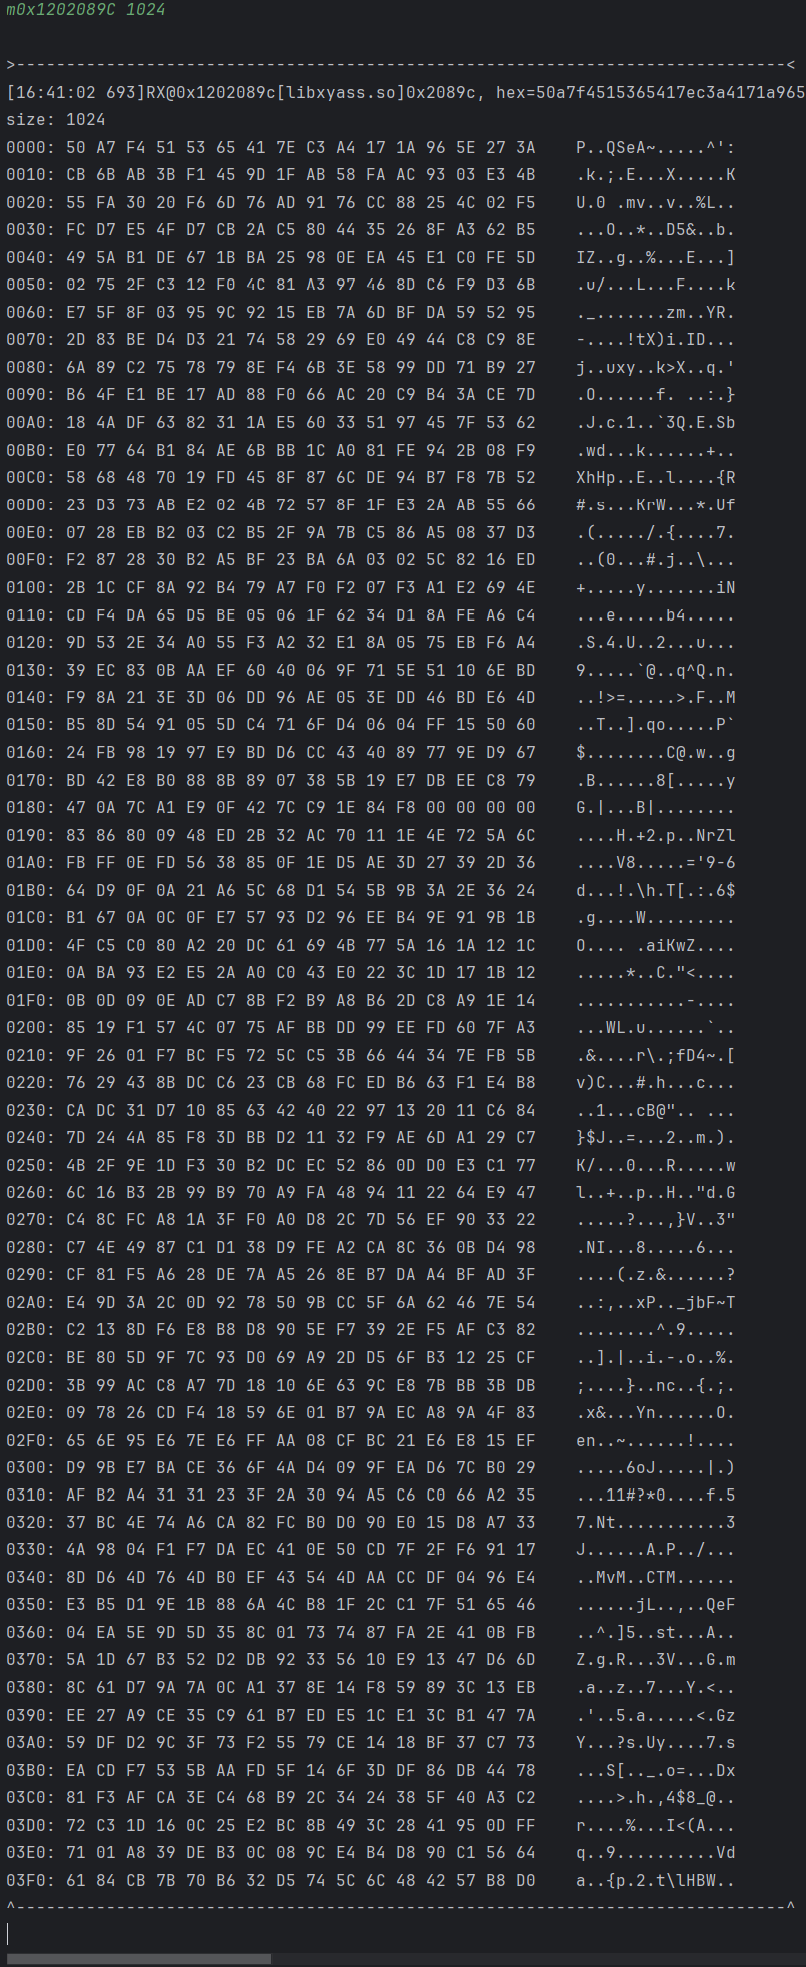 m0x1202089C 1024
>-----------------------------------------------------------------------------<
[16:41:02 693]RX@0x1202089c[libxyass.so]0x2089c, hex=50a7f4515365417ec3a4171a965
size: 1024
0000: 50 A7 F4 51 53 65 41 7E C3 A4 17 1A 96 5E 27 3A    P..QSeA~.....^':
0010: CB 6B AB 3B F1 45 9D 1F AB 58 FA AC 93 03 E3 4B    .k.;.E...X.....K
0020: 55 FA 30 20 F6 6D 76 AD 91 76 CC 88 25 4C 02 F5    U.0 .mv..v..%L..
0030: FC D7 E5 4F D7 CB 2A C5 80 44 35 26 8F A3 62 B5    ...O..*..D5&..b.
0040: 49 5A B1 DE 67 1B BA 25 98 0E EA 45 E1 C0 FE 5D    IZ..g..%...E...]
0050: 02 75 2F C3 12 F0 4C 81 A3 97 46 8D C6 F9 D3 6B    .u/...L...F....k
0060: E7 5F 8F 03 95 9C 92 15 EB 7A 6D BF DA 59 52 95    ._.......zm..YR.
0070: 2D 83 BE D4 D3 21 74 58 29 69 E0 49 44 C8 C9 8E    -....!tX)i.ID...
0080: 6A 89 C2 75 78 79 8E F4 6B 3E 58 99 DD 71 B9 27    j..uxy..k>X..q.'
0090: B6 4F E1 BE 17 AD 88 F0 66 AC 20 C9 B4 3A CE 7D    .O......f. ..:.}
00A0: 18 4A DF 63 82 31 1A E5 60 33 51 97 45 7F 53 62    .J.c.1..`3Q.E.Sb
00B0: E0 77 64 B1 84 AE 6B BB 1C A0 81 FE 94 2B 08 F9    .wd...k......+..
00C0: 58 68 48 70 19 FD 45 8F 87 6C DE 94 B7 F8 7B 52    XhHp..E..l....{R
00D0: 23 D3 73 AB E2 02 4B 72 57 8F 1F E3 2A AB 55 66    #.s...KrW...*.Uf
00E0: 07 28 EB B2 03 C2 B5 2F 9A 7B C5 86 A5 08 37 D3    .(...../.{....7.
00F0: F2 87 28 30 B2 A5 BF 23 BA 6A 03 02 5C 82 16 ED    ..(0...#.j..\...
0100: 2B 1C CF 8A 92 B4 79 A7 F0 F2 07 F3 A1 E2 69 4E    +.....y.......iN
0110: CD F4 DA 65 D5 BE 05 06 1F 62 34 D1 8A FE A6 C4    ...e.....b4.....
0120: 9D 53 2E 34 A0 55 F3 A2 32 E1 8A 05 75 EB F6 A4    .S.4.U..2...u...
0130: 39 EC 83 0B AA EF 60 40 06 9F 71 5E 51 10 6E BD    9.....`@..q^Q.n.
0140: F9 8A 21 3E 3D 06 DD 96 AE 05 3E DD 46 BD E6 4D    ..!>=.....>.F..M
0150: B5 8D 54 91 05 5D C4 71 6F D4 06 04 FF 15 50 60    ..T..].qo.....P`
0160: 24 FB 98 19 97 E9 BD D6 CC 43 40 89 77 9E D9 67    $........C@.w..g
0170: BD 42 E8 B0 88 8B 89 07 38 5B 19 E7 DB EE C8 79    .B......8[.....y
0180: 47 0A 7C A1 E9 0F 42 7C C9 1E 84 F8 00 00 00 00    G.|...B|........
0190: 83 86 80 09 48 ED 2B 32 AC 70 11 1E 4E 72 5A 6C    ....H.+2.p..NrZl
01A0: FB FF 0E FD 56 38 85 0F 1E D5 AE 3D 27 39 2D 36    ....V8.....='9-6
01B0: 64 D9 0F 0A 21 A6 5C 68 D1 54 5B 9B 3A 2E 36 24    d...!.\h.T[.:.6$
01C0: B1 67 0A 0C 0F E7 57 93 D2 96 EE B4 9E 91 9B 1B    .g....W.........
01D0: 4F C5 C0 80 A2 20 DC 61 69 4B 77 5A 16 1A 12 1C    O.... .aiKwZ....
01E0: 0A BA 93 E2 E5 2A A0 C0 43 E0 22 3C 1D 17 1B 12    .....*..C."<....
01F0: 0B 0D 09 0E AD C7 8B F2 B9 A8 B6 2D C8 A9 1E 14    ...........-....
0200: 85 19 F1 57 4C 07 75 AF BB DD 99 EE FD 60 7F A3    ...WL.u......`..
0210: 9F 26 01 F7 BC F5 72 5C C5 3B 66 44 34 7E FB 5B    .&....r\.;fD4~.[
0220: 76 29 43 8B DC C6 23 CB 68 FC ED B6 63 F1 E4 B8    v)C...#.h...c...
0230: CA DC 31 D7 10 85 63 42 40 22 97 13 20 11 C6 84    ..1...cB@".. ...
0240: 7D 24 4A 85 F8 3D BB D2 11 32 F9 AE 6D A1 29 C7    }$J..=...2..m.).
0250: 4B 2F 9E 1D F3 30 B2 DC EC 52 86 0D D0 E3 C1 77    K/...0...R.....w
0260: 6C 16 B3 2B 99 B9 70 A9 FA 48 94 11 22 64 E9 47    l..+..p..H.."d.G
0270: C4 8C FC A8 1A 3F F0 A0 D8 2C 7D 56 EF 90 33 22    .....?...,}V..3"
0280: C7 4E 49 87 C1 D1 38 D9 FE A2 CA 8C 36 0B D4 98    .NI...8.....6...
0290: CF 81 F5 A6 28 DE 7A A5 26 8E B7 DA A4 BF AD 3F    ....(.z.&......?
02A0: E4 9D 3A 2C 0D 92 78 50 9B CC 5F 6A 62 46 7E 54    ..:,..xP.._jbF~T
02B0: C2 13 8D F6 E8 B8 D8 90 5E F7 39 2E F5 AF C3 82    ........^.9.....
02C0: BE 80 5D 9F 7C 93 D0 69 A9 2D D5 6F B3 12 25 CF    ..].|..i.-.o..%.
02D0: 3B 99 AC C8 A7 7D 18 10 6E 63 9C E8 7B BB 3B DB    ;....}..nc..{.;.
02E0: 09 78 26 CD F4 18 59 6E 01 B7 9A EC A8 9A 4F 83    .x&...Yn......O.
02F0: 65 6E 95 E6 7E E6 FF AA 08 CF BC 21 E6 E8 15 EF    en..~......!....
0300: D9 9B E7 BA CE 36 6F 4A D4 09 9F EA D6 7C B0 29    .....6oJ.....|.)
0310: AF B2 A4 31 31 23 3F 2A 30 94 A5 C6 C0 66 A2 35    ...11#?*0....f.5
0320: 37 BC 4E 74 A6 CA 82 FC B0 D0 90 E0 15 D8 A7 33    7.Nt...........3
0330: 4A 98 04 F1 F7 DA EC 41 0E 50 CD 7F 2F F6 91 17    J......A.P../...
0340: 8D D6 4D 76 4D B0 EF 43 54 4D AA CC DF 04 96 E4    ..MvM..CTM......
0350: E3 B5 D1 9E 1B 88 6A 4C B8 1F 2C C1 7F 51 65 46    ......jL..,..QeF
0360: 04 EA 5E 9D 5D 35 8C 01 73 74 87 FA 2E 41 0B FB    ..^.]5..st...A..
0370: 5A 1D 67 B3 52 D2 DB 92 33 56 10 E9 13 47 D6 6D    Z.g.R...3V...G.m
0380: 8C 61 D7 9A 7A 0C A1 37 8E 14 F8 59 89 3C 13 EB    .a..z..7...Y.<..
0390: EE 27 A9 CE 35 C9 61 B7 ED E5 1C E1 3C B1 47 7A    .'..5.a.....<.Gz
03A0: 59 DF D2 9C 3F 73 F2 55 79 CE 14 18 BF 37 C7 73    Y...?s.Uy....7.s
03B0: EA CD F7 53 5B AA FD 5F 14 6F 3D DF 86 DB 44 78    ...S[.._.o=...Dx
03C0: 81 F3 AF CA 3E C4 68 B9 2C 34 24 38 5F 40 A3 C2    ....>.h.,4$8_@..
03D0: 72 C3 1D 16 0C 25 E2 BC 8B 49 3C 28 41 95 0D FF    r....%...I<(A...
03E0: 71 01 A8 39 DE B3 0C 08 9C E4 B4 D8 90 C1 56 64    q..9..........Vd
03F0: 61 84 CB 7B 70 B6 32 D5 74 5C 6C 48 42 57 B8 D0    a..{p.2.t\lHBW..
^-----------------------------------------------------------------------------^